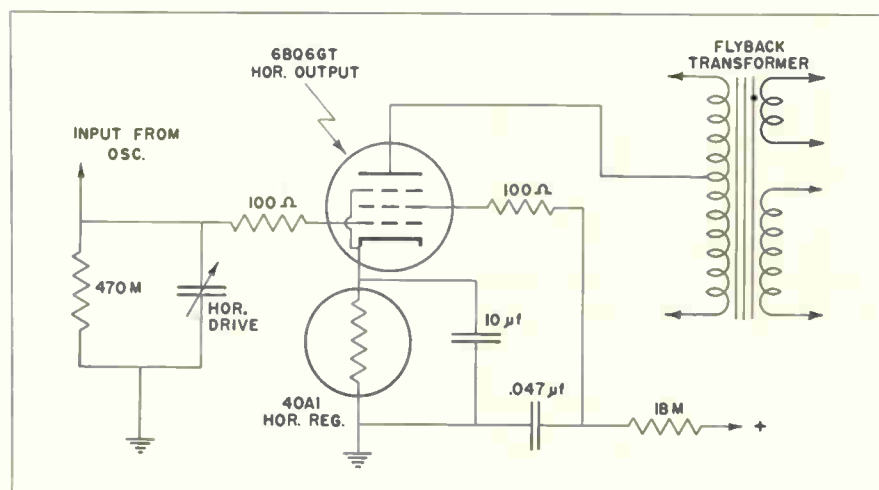 6BQ6GT
HOR. OUTPUT
FLYBACK
TRANSFORMER
INPUT FROM
OSC.
100 Ω
100 Ω
470 M
HOR.
DRIVE
10 µf
40A1
HOR. REG.
.047 µf
18 M
+